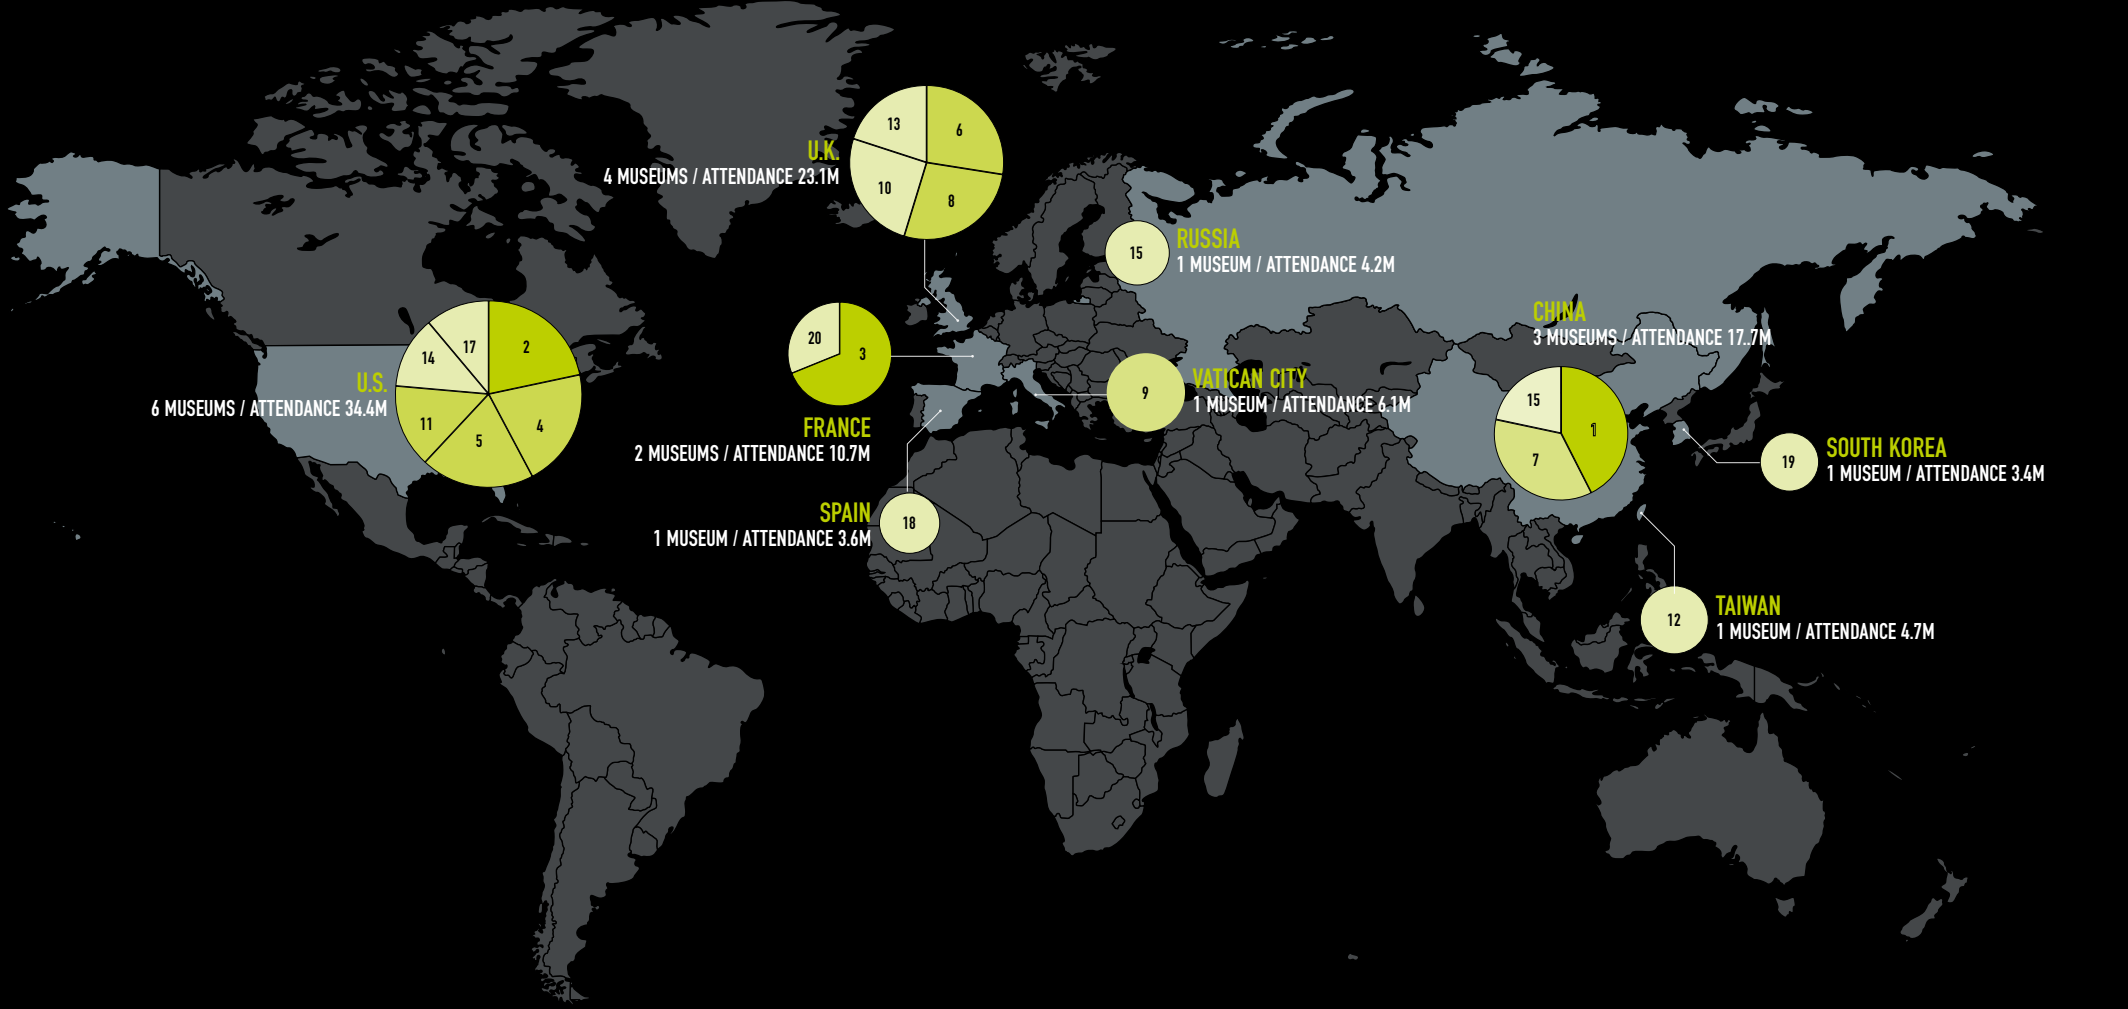 13
6
10
8
U.K.
4 MUSEUMS / ATTENDANCE 23.1M
15
RUSSIA
1 MUSEUM / ATTENDANCE 4.2M
17
2
14
4
11
5
U.S.
6 MUSEUMS / ATTENDANCE 34.4M
20
3
FRANCE
2 MUSEUMS / ATTENDANCE 10.7M
9
VATICAN CITY
1 MUSEUM / ATTENDANCE 6.1M
CHINA
3 MUSEUMS / ATTENDANCE 17..7M
15
1
7
19
SOUTH KOREA
1 MUSEUM / ATTENDANCE 3.4M
SPAIN
1 MUSEUM / ATTENDANCE 3.6M
18
12
TAIWAN
1 MUSEUM / ATTENDANCE 4.7M